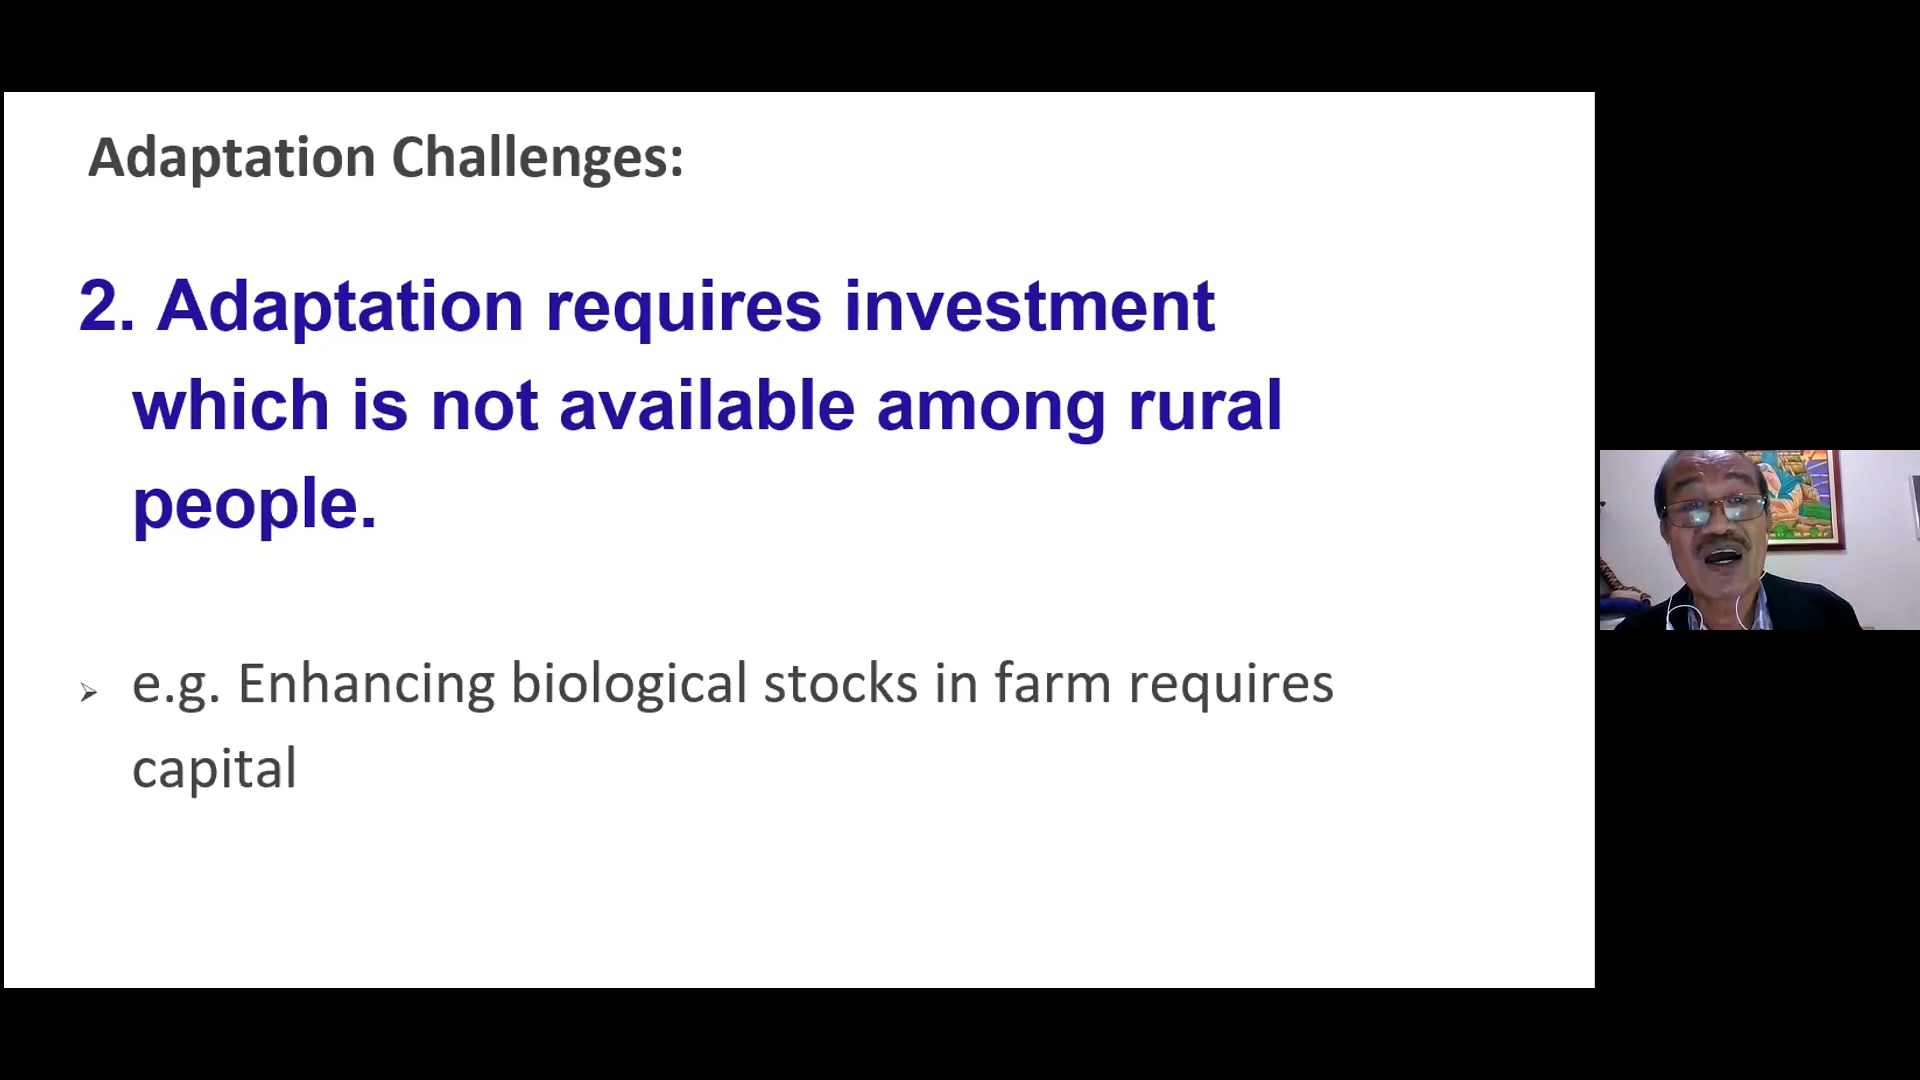 Adaptation Challenges:
2. Adaptation requires investment
which is not available among rural
people.
➢ e.g. Enhancing biological stocks in farm requires
capital